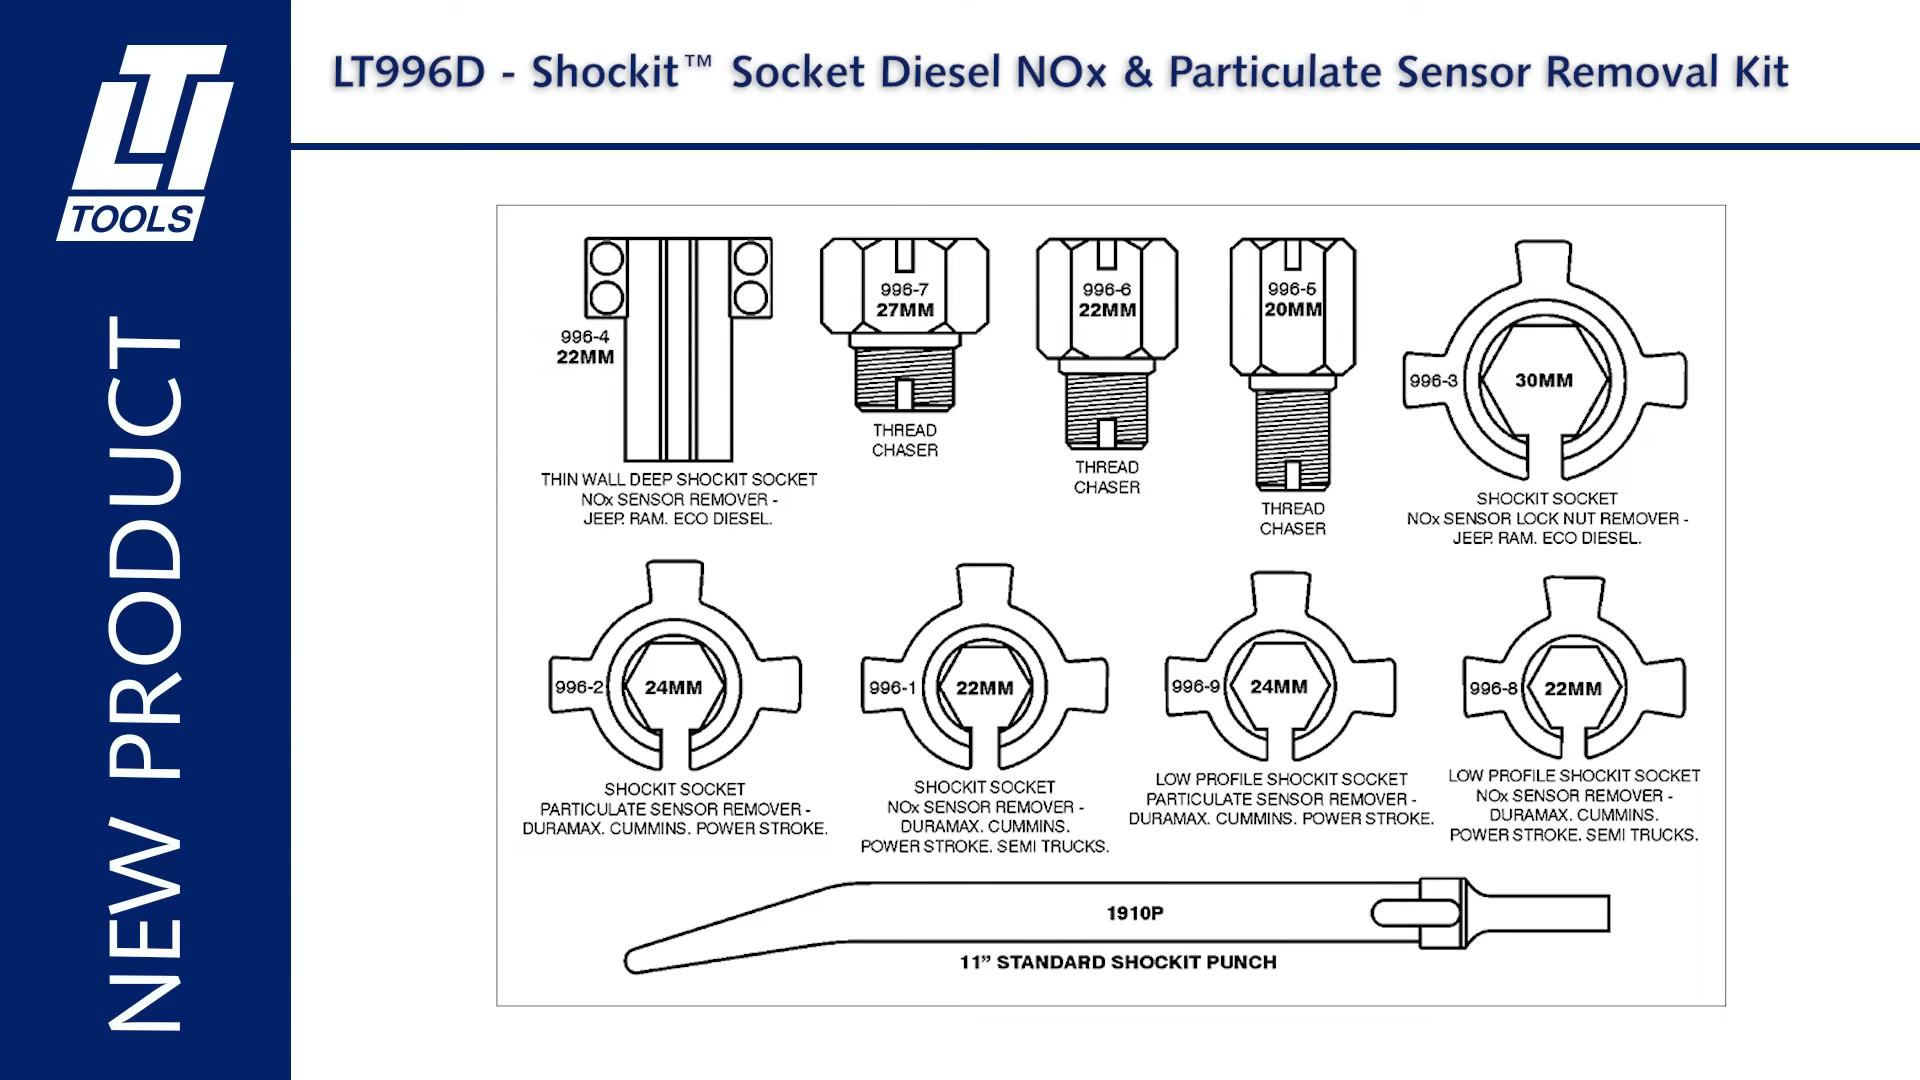 LT
TOOLS
NEW PRODUCT
LT996D - Shockit™ Socket Diesel NOx & Particulate Sensor Removal Kit
996-4
22MM
THIN WALL DEEP SHOCKIT SOCKET
NOx SENSOR REMOVER -
JEEP. RAM. ECO DIESEL.
996-7
27MM
THREAD
CHASER
996-6
22MM
THREAD
CHASER
996-5
20MM
THREAD
CHASER
996-3
30MM
SHOCKIT SOCKET
NOx SENSOR LOCK NUT REMOVER -
JEEP. RAM. ECO DIESEL.
996-2
24MM
SHOCKIT SOCKET
PARTICULATE SENSOR REMOVER -
DURAMAX. CUMMINS. POWER STROKE.
996-1
22MM
SHOCKIT SOCKET
NOx SENSOR REMOVER -
DURAMAX. CUMMINS.
POWER STROKE. SEMI TRUCKS.
996-9
24MM
LOW PROFILE SHOCKIT SOCKET
PARTICULATE SENSOR REMOVER -
DURAMAX. CUMMINS. POWER STROKE.
996-8
22MM
LOW PROFILE SHOCKIT SOCKET
NOx SENSOR REMOVER -
DURAMAX. CUMMINS.
POWER STROKE. SEMI TRUCKS.
1910P
11” STANDARD SHOCKIT PUNCH